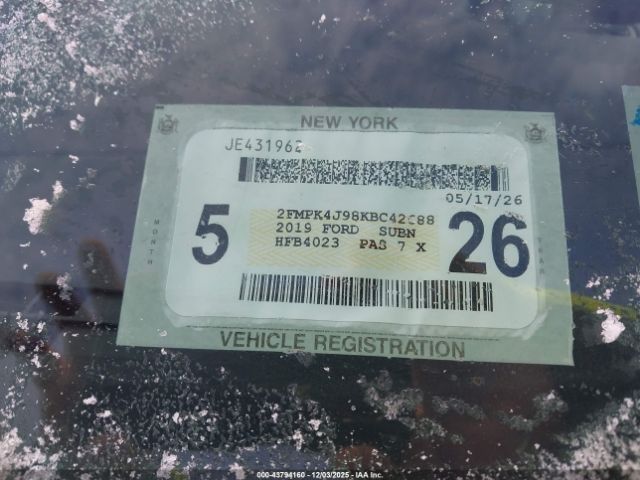 NEW YORK
05/17/26
5
26
MONTH
YEAR
2019 FORD SUBN
HFB4023 PAS 7 X
VEHICLE REGISTRATION
000-43794160 - 12/03/2025 - IAA Inc.